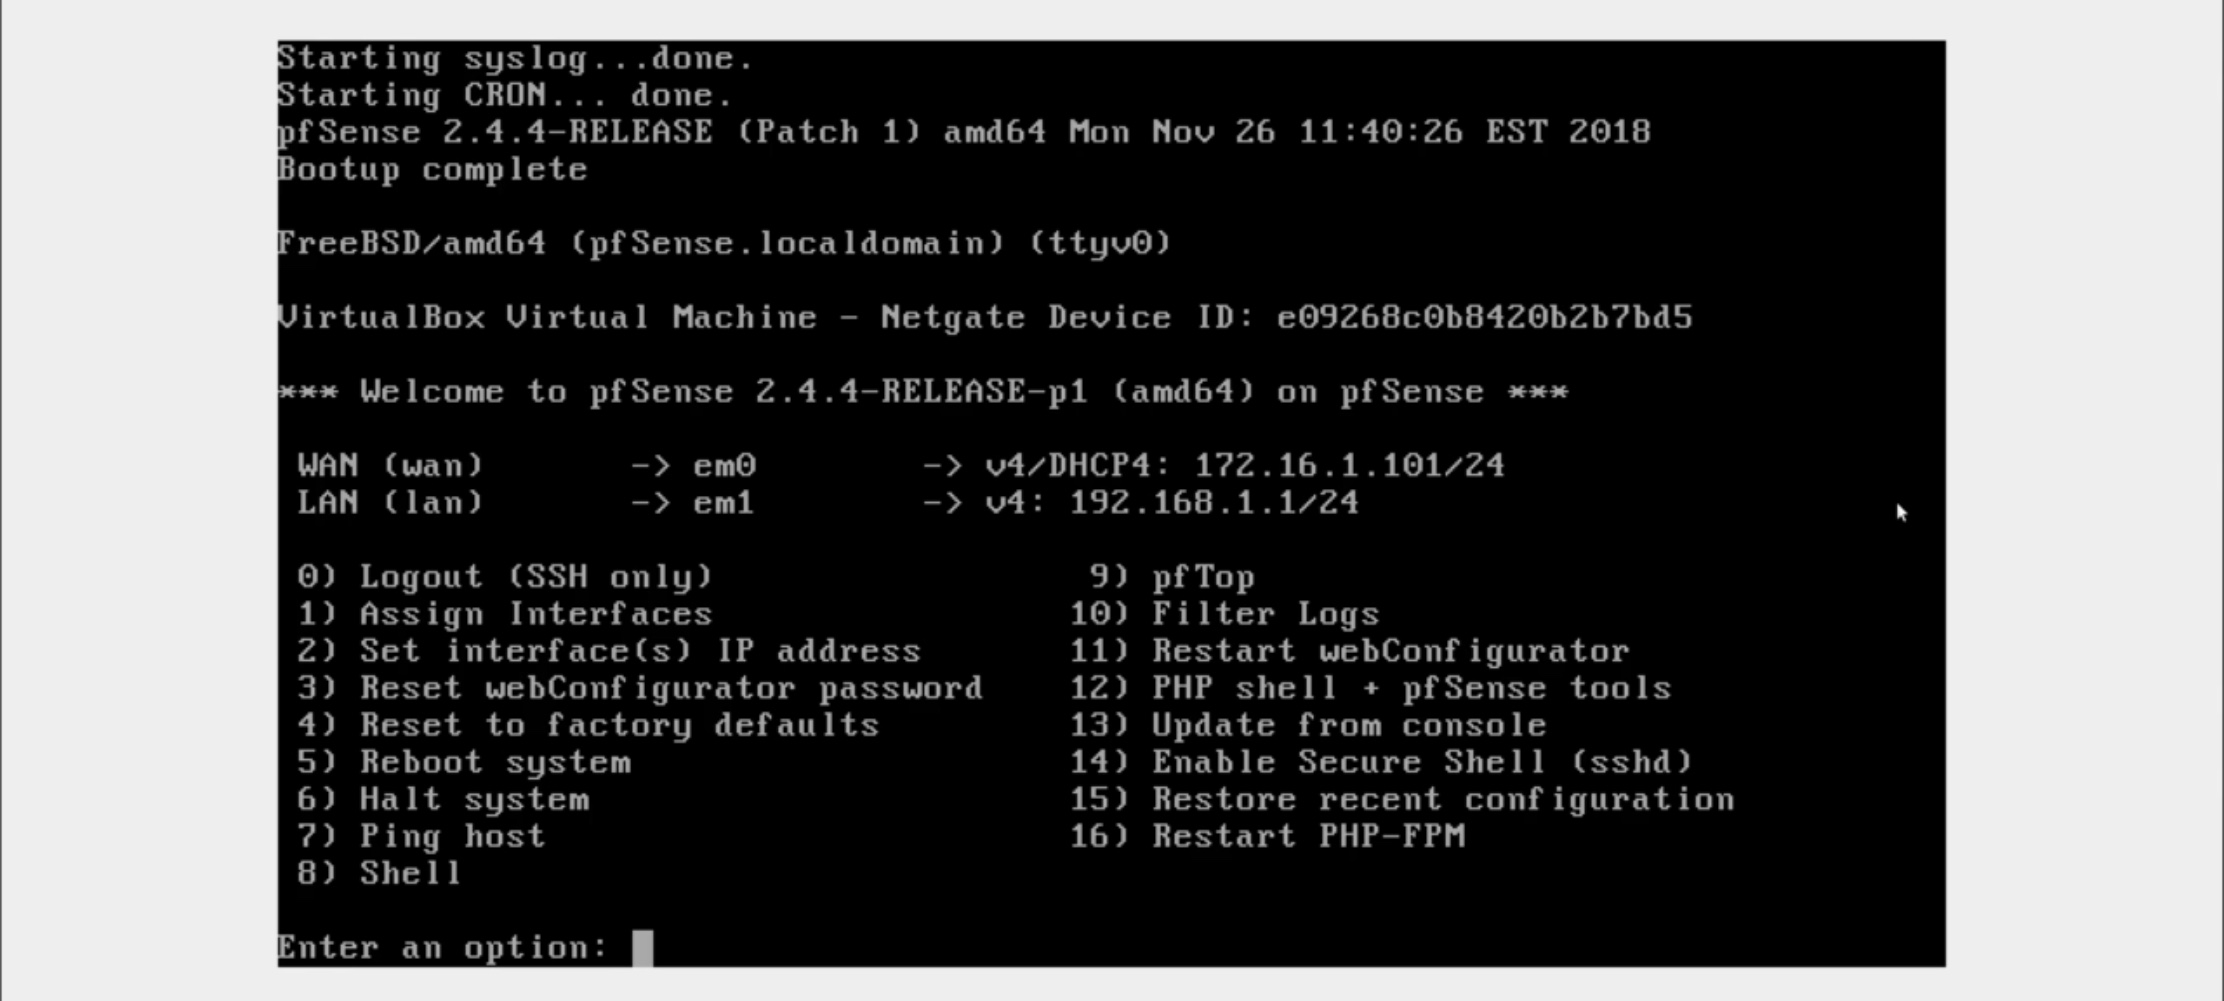 Starting syslog...done.
Starting CRON... done.
pfSense 2.4.4-RELEASE (Patch 1) amd64 Mon Nov 26 11:40:26 EST 2018
Bootup complete
FreeBSD/amd64 (pfSense.localdomain) (ttyv0)
VirtualBox Virtual Machine - Netgate Device ID: e09268c0b8420b2b7bd5
*** Welcome to pfSense 2.4.4-RELEASE-p1 (amd64) on pfSense ***
WAN (wan) -> em0 -> v4/DHCP4: 172.16.1.101/24
LAN (lan) -> em1 -> v4: 192.168.1.1/24
0) Logout (SSH only) 9) pfTop
1) Assign Interfaces 10) Filter Logs
2) Set interface(s) IP address 11) Restart webConfigurator
3) Reset webConfigurator password 12) PHP shell + pfSense tools
4) Reset to factory defaults 13) Update from console
5) Reboot system 14) Enable Secure Shell (sshd)
6) Halt system 15) Restore recent configuration
7) Ping host 16) Restart PHP-FPM
8) Shell
Enter an option: